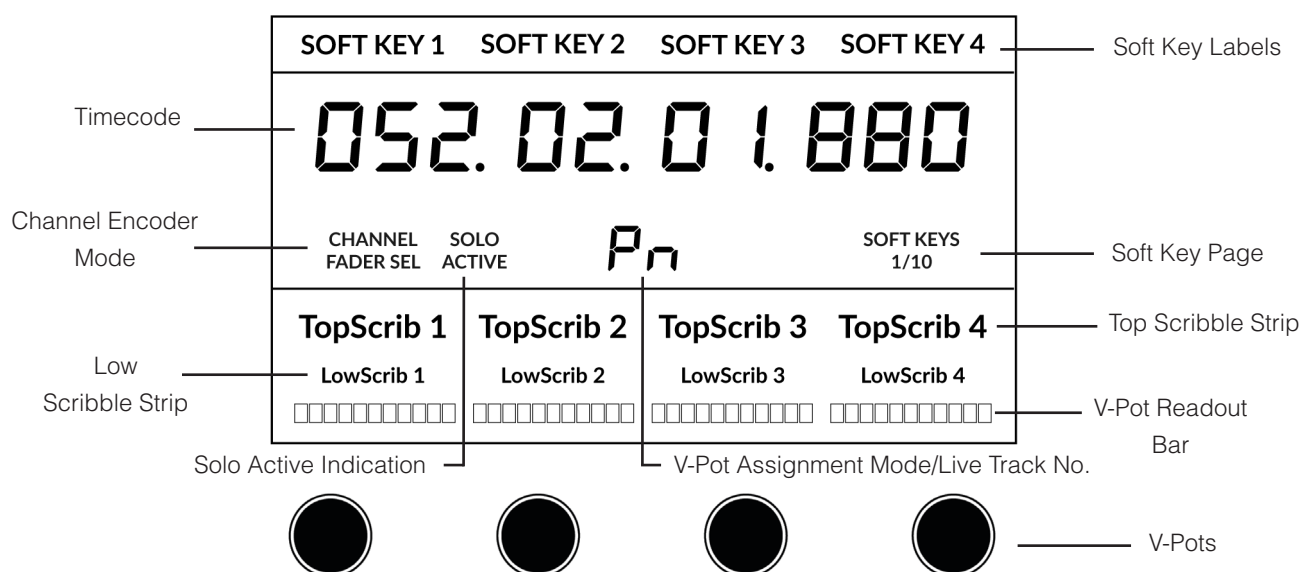 SOFT KEY 1 SOFT KEY 2 SOFT KEY 3 SOFT KEY 4
Soft Key Labels
Timecode
052. 02. 01. 880
Channel Encoder
Mode
CHANNEL
FADER SEL
SOLO
ACTIVE
Pn
SOFT KEYS
1/10
Soft Key Page
TopScrib 1 TopScrib 2 TopScrib 3 TopScrib 4
Top Scribble Strip
Low
Scribble Strip
LowScrib 1 LowScrib 2 LowScrib 3 LowScrib 4
V-Pot Readout
Bar
Solo Active Indication
V-Pot Assignment Mode/Live Track No.
V-Pots